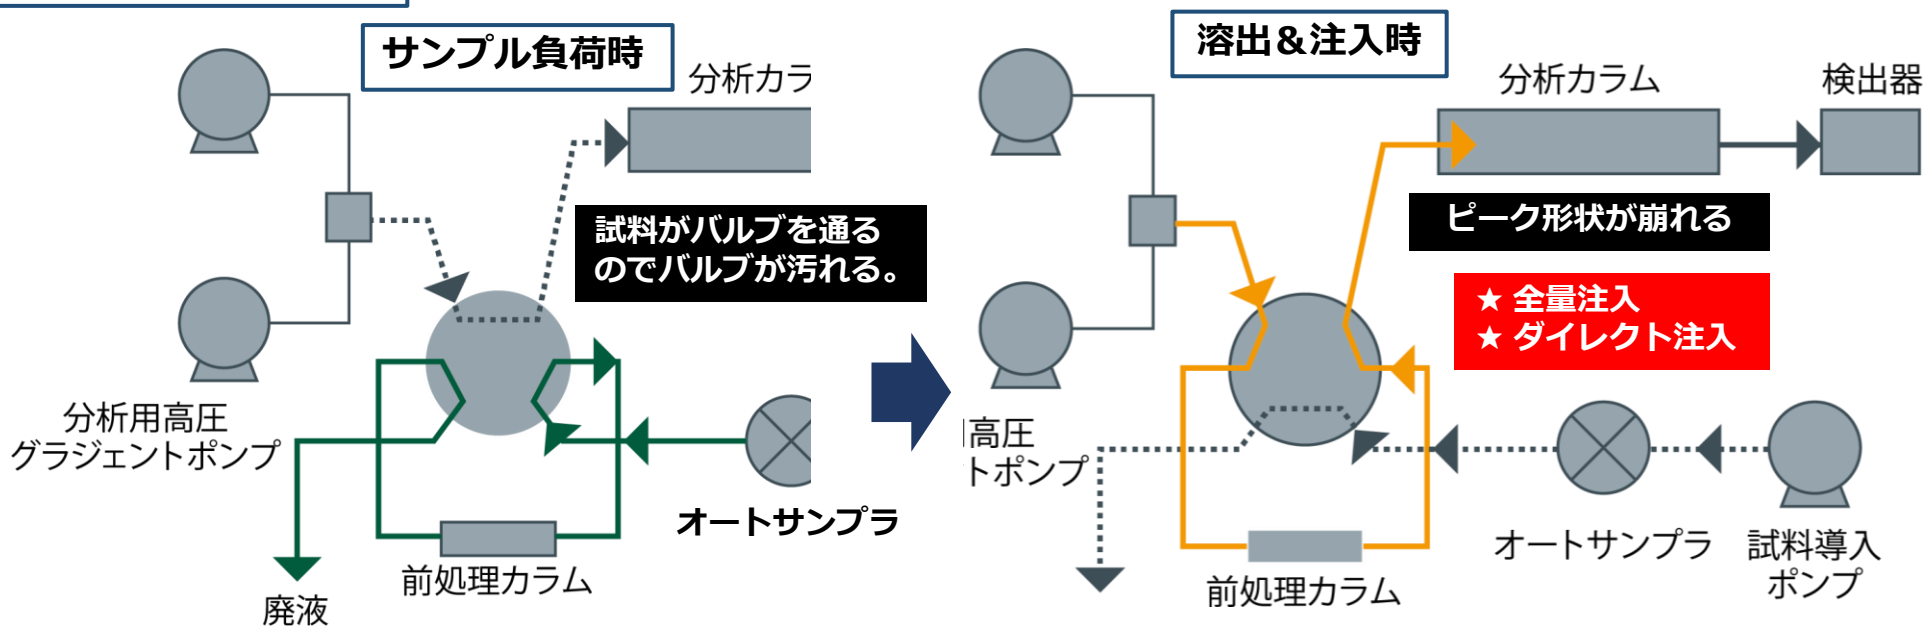 サンプル負荷時
分析カラ
試料がバルブを通る
のでバルブが汚れる。
分析用高圧
グラジェントポンプ
オートサンプラ
前処理カラム
廃液
溶出&注入時
分析カラム
検出器
ピーク形状が崩れる
★ 全量注入
★ ダイレクト注入
高圧
トポンプ
オートサンプラ
試料導入
ポンプ
前処理カラム